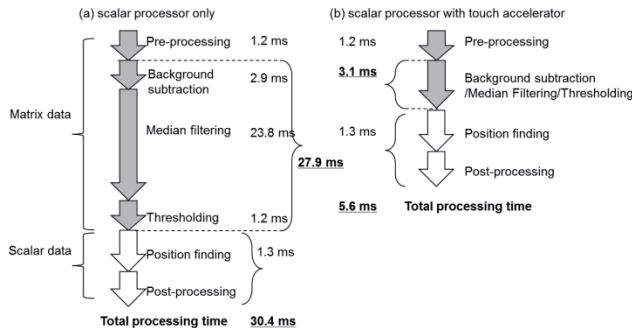 (a) scalar processor only
Pre-processing 1.2 ms
Background
subtraction 2.9 ms
Matrix data
Median filtering 23.8 ms
27.9 ms
Thresholding 1.2 ms
Scalar data
Position finding
1.3 ms
Post-processing
Total processing time 30.4 ms
(b) scalar processor with touch accelerator
1.2 ms Pre-processing
3.1 ms
Background subtraction
/Median Filtering/Thresholding
1.3 ms Position finding
Post-processing
5.6 ms Total processing time